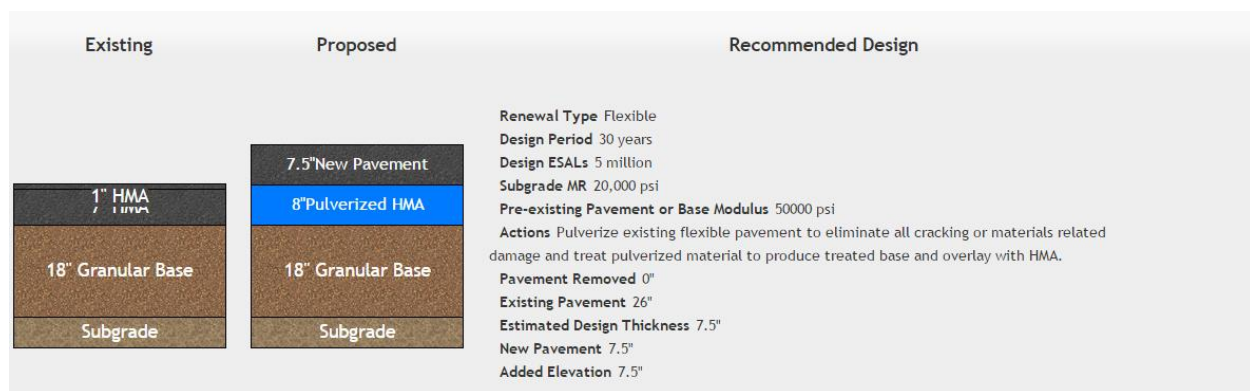 Existing
Proposed
Recommended Design
1" HMA
HMA
18" Granular Base
Subgrade
7.5"New Pavement
8"Pulverized HMA
18" Granular Base
Subgrade
Renewal Type Flexible
Design Period 30 years
Design ESALs 5 million
Subgrade MR 20,000 psi
Pre-existing Pavement or Base Modulus 50000 psi
Actions Pulverize existing flexible pavement to eliminate all cracking or materials related
damage and treat pulverized material to produce treated base and overlay with HMA.
Pavement Removed 0"
Existing Pavement 26"
Estimated Design Thickness 7.5"
New Pavement 7.5"
Added Elevation 7.5"